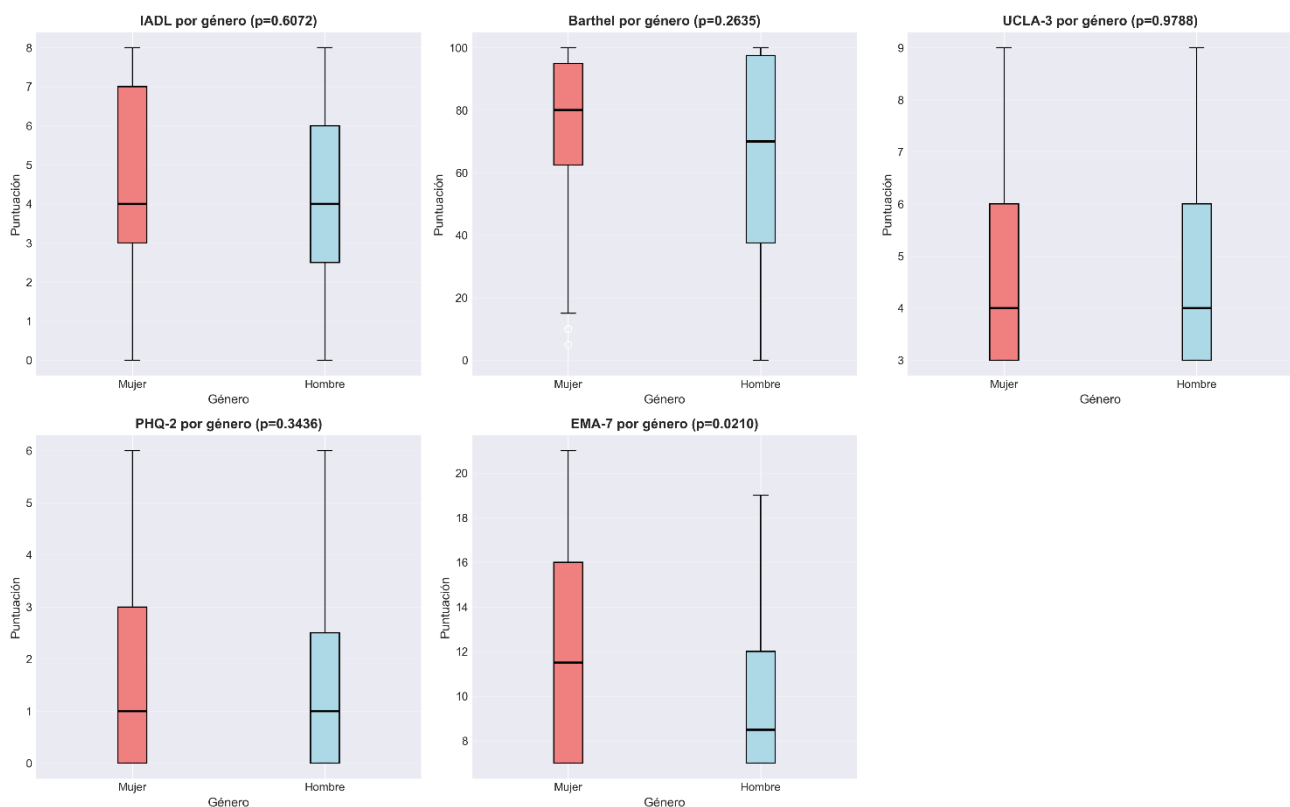 IADL por género (p=0.6072)
8
7
6
5
4
3
2
1
0
Puntuación
Mujer
Hombre
Género
Barthel por género (p=0.2635)
100
80
60
40
20
0
Puntuación
Mujer
Hombre
Género
UCLA-3 por género (p=0.9788)
9
8
7
6
5
4
3
Puntuación
Mujer
Hombre
Género
PHQ-2 por género (p=0.3436)
6
5
4
3
2
1
0
Puntuación
Mujer
Hombre
Género
EMA-7 por género (p=0.0210)
20
18
16
14
12
10
8
Puntuación
Mujer
Hombre
Género